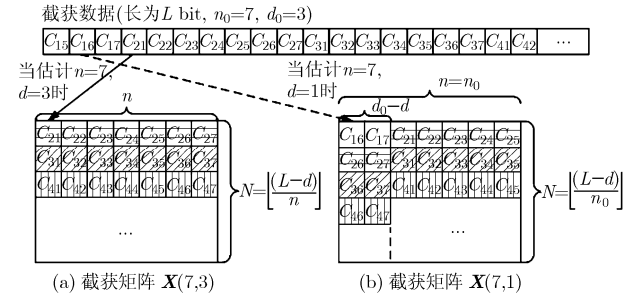 截获数据(长为L bit, n₀=7, d₀=3)
C₁₅ C₁₆ C₁₇ C₂₁ C₂₂ C₂₃ C₂₄ C₂₅ C₂₆ C₂₇ C₃₁ C₃₂ C₃₃ C₃₄ C₃₅ C₃₆ C₃₇ C₄₁ C₄₂ ⋯
当估计n=7,
d=3时
n
C₂₁ C₂₂ C₂₃ C₂₄ C₂₅ C₂₆ C₂₇
C₃₁ C₃₂ C₃₃ C₃₄ C₃₅ C₃₆ C₃₇
C₄₁ C₄₂ C₄₃ C₄₄ C₄₅ C₄₆ C₄₇
⋯
N=⌊(L−d)/n⌋
(a) 截获矩阵 X(7,3)
当估计n=7,
d=1时
n=n₀
d₀−d
C₁₆ C₁₇ C₂₁ C₂₂ C₂₃ C₂₄ C₂₅
C₂₆ C₂₇ C₃₁ C₃₂ C₃₃ C₃₄ C₃₅
C₃₆ C₃₇ C₄₁ C₄₂ C₄₃ C₄₄ C₄₅
C₄₆ C₄₇
⋯
N=⌊(L−d)/n₀⌋
(b) 截获矩阵 X(7,1)